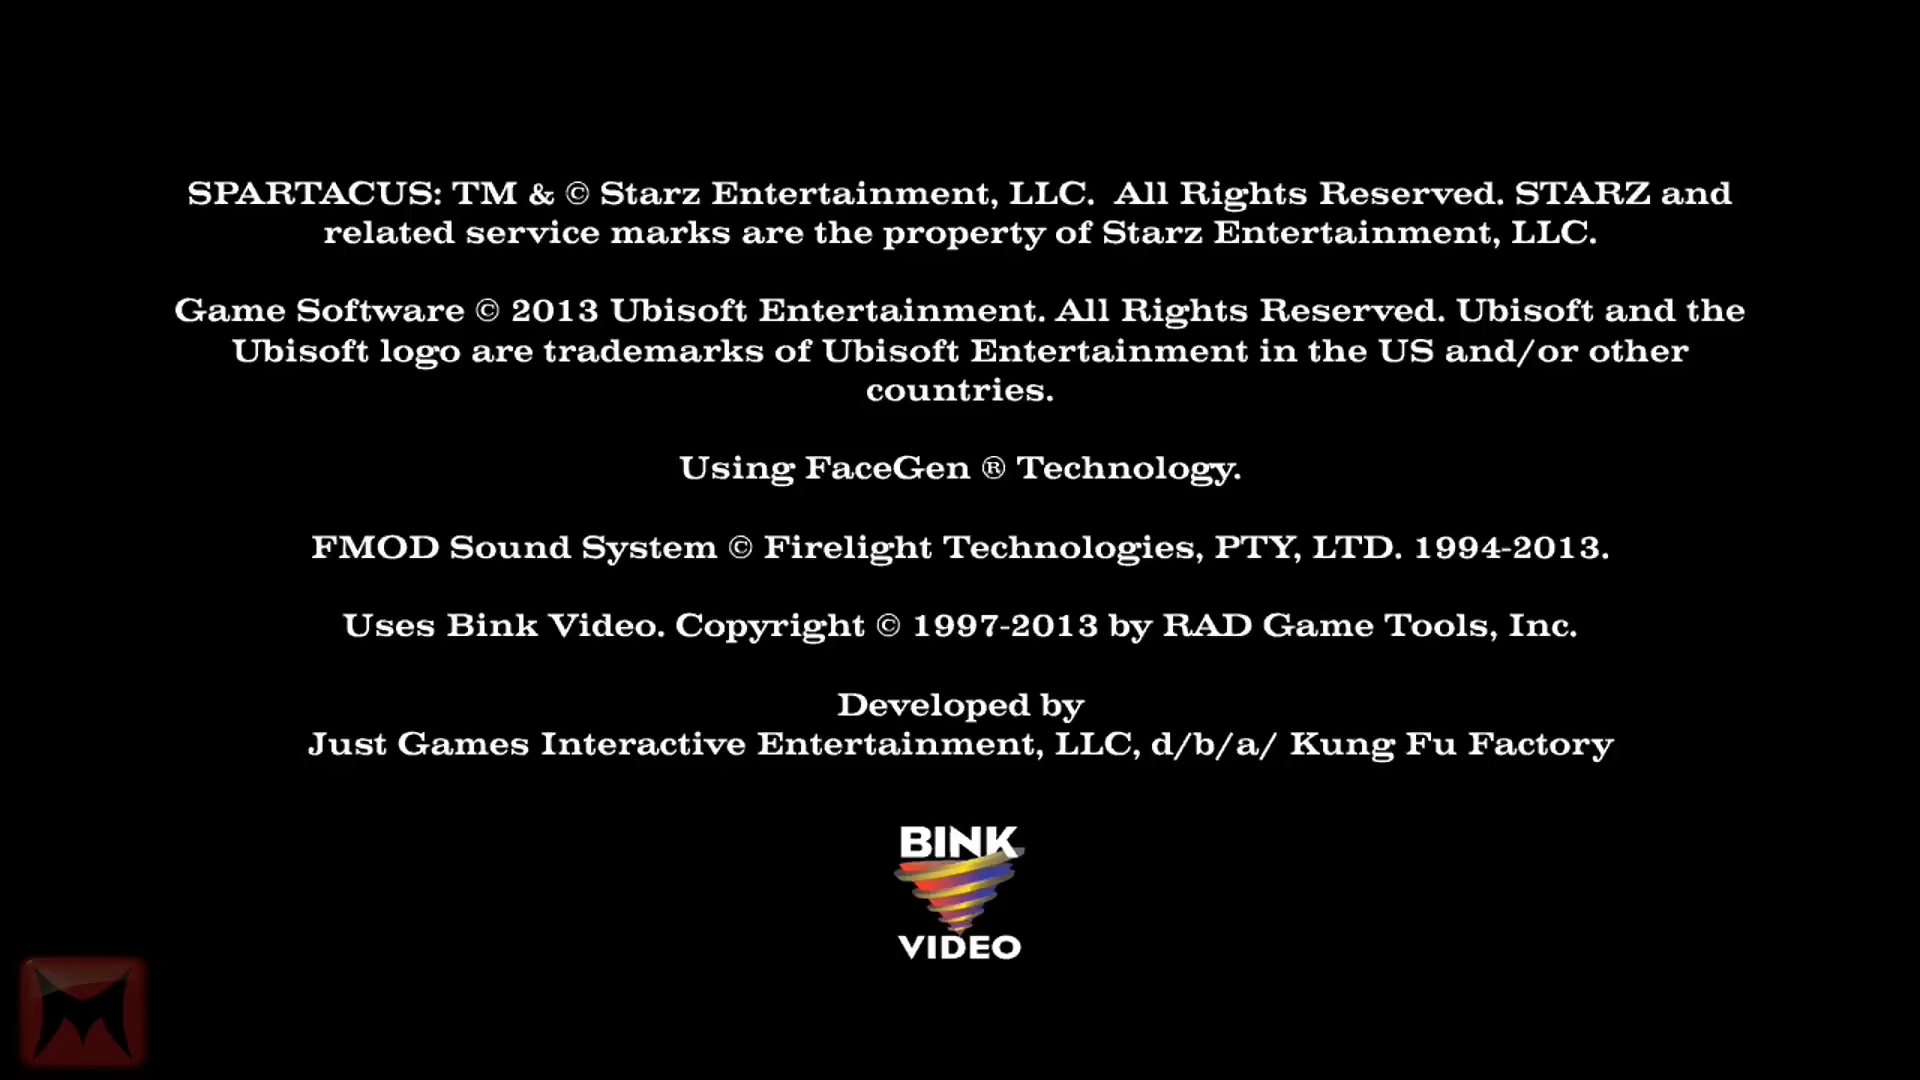 SPARTACUS: TM & © Starz Entertainment, LLC.  All Rights Reserved. STARZ and
related service marks are the property of Starz Entertainment, LLC.
Game Software © 2013 Ubisoft Entertainment. All Rights Reserved. Ubisoft and the
Ubisoft logo are trademarks of Ubisoft Entertainment in the US and/or other
countries.
Using FaceGen ® Technology.
FMOD Sound System © Firelight Technologies, PTY, LTD. 1994-2013.
Uses Bink Video. Copyright © 1997-2013 by RAD Game Tools, Inc.
Developed by
Just Games Interactive Entertainment, LLC, d/b/a/ Kung Fu Factory
BINK
VIDEO
M